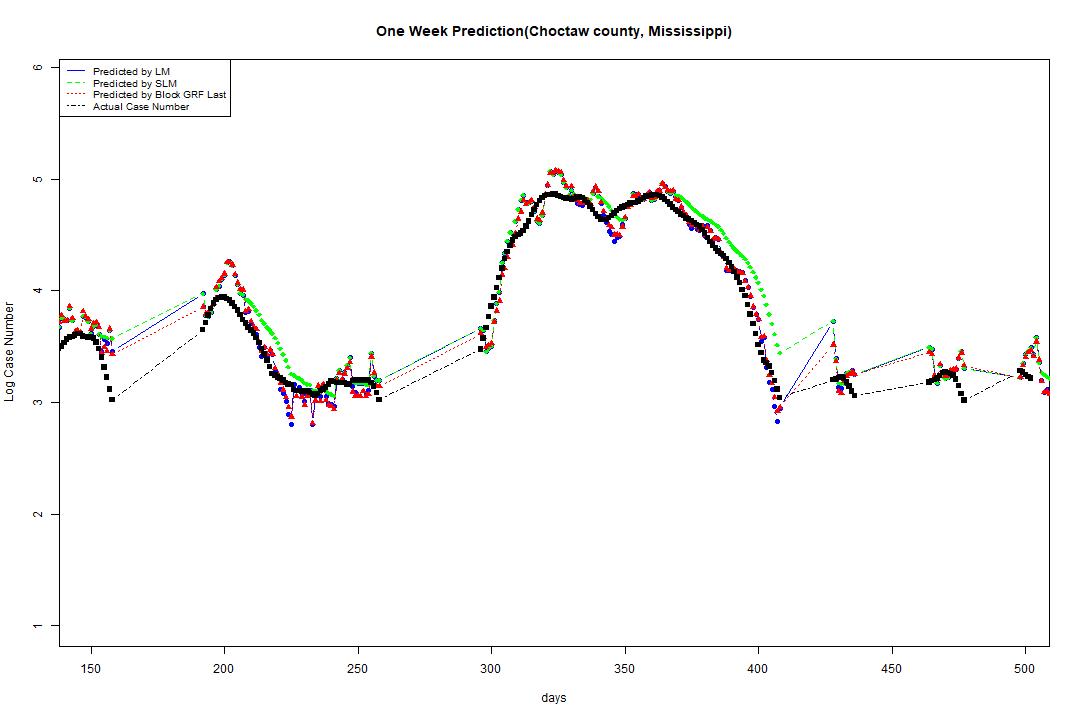 One Week Prediction(Choctaw county, Mississippi)
Predicted by LM
Predicted by SLM
Predicted by Block GRF Last
Actual Case Number
Log Case Number
6
5
4
3
2
1
150 200 250 300 350 400 450 500
days